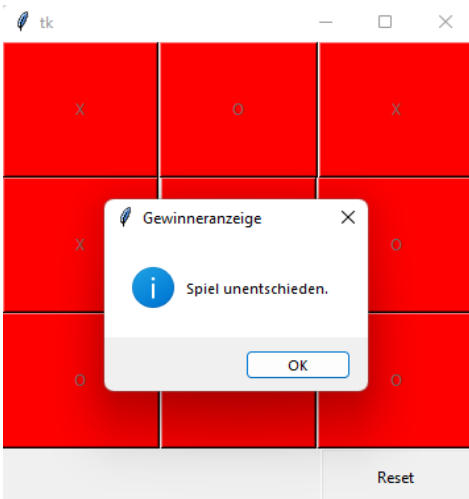 tk
X O X
X O
Gewinneranzeige
Spiel unentschieden.
OK
O O
Reset